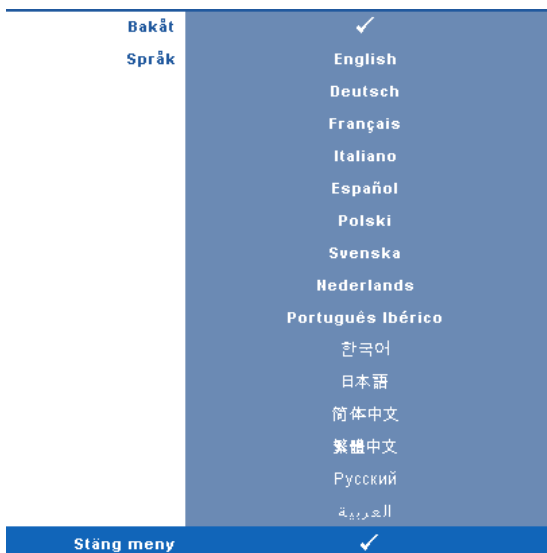 Bakåt ✓
Språk English
Deutsch
Français
Italiano
Español
Polski
Svenska
Nederlands
Português Ibérico
한국어
日本語
简体中文
繁體中文
Русский
العربية
Stäng meny ✓